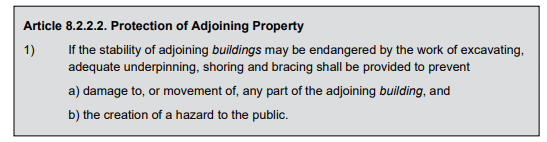 Article 8.2.2.2. Protection of Adjoining Property
1) If the stability of adjoining buildings may be endangered by the work of excavating,
adequate underpinning, shoring and bracing shall be provided to prevent
a) damage to, or movement of, any part of the adjoining building, and
b) the creation of a hazard to the public.